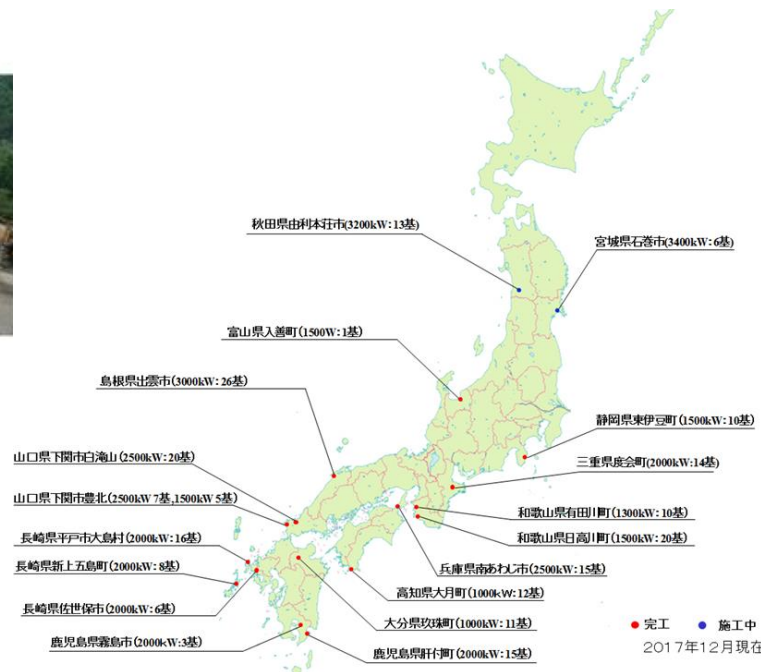 秋田県由利本荘市(3200kW:13基)
宮城県石巻市(3400kW:6基)
富山県入善町(1500W:1基)
島根県出雲市(3000kW:26基)
静岡県東伊豆町(1500kW:10基)
山口県下関市白滝山(2500kW:20基)
三重県度会町(2000kW:14基)
山口県下関市豊北(2500kW 7基,1500kW 5基)
和歌山県有田川町(1300kW:10基)
長崎県平戸市大島村(2000kW:16基)
和歌山県日高川町(1500kW:20基)
長崎県新上五島町(2000kW:8基)
兵庫県南あわじ市(2500kW:15基)
高知県大月町(1000kW:12基)
長崎県佐世保市(2000kW:6基)
大分県玖珠町(1000kW:11基)
鹿児島県霧島市(2000kW:3基)
鹿児島県肝付町(2000kW:15基)
完工 施工中
2017年12月現在